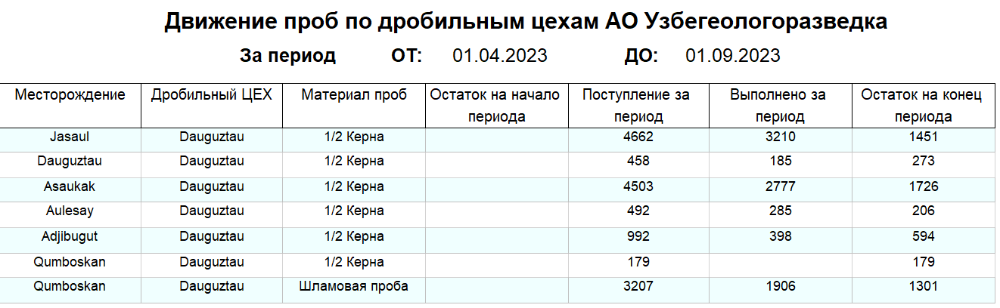 Движение проб по дробильным цехам АО Узбегеологоразведка
За период ОТ: 01.04.2023 ДО: 01.09.2023
Месторождение Дробильный ЦЕХ Материал проб Остаток на начало периода Поступление за период Выполнено за период Остаток на конец периода
Jasaul Dauguztau 1/2 Керна 4662 3210 1451
Dauguztau Dauguztau 1/2 Керна 458 185 273
Asaukak Dauguztau 1/2 Керна 4503 2777 1726
Aulesay Dauguztau 1/2 Керна 492 285 206
Adjibugut Dauguztau 1/2 Керна 992 398 594
Qumboskan Dauguztau 1/2 Керна 179 179
Qumboskan Dauguztau Шламовая проба 3207 1906 1301